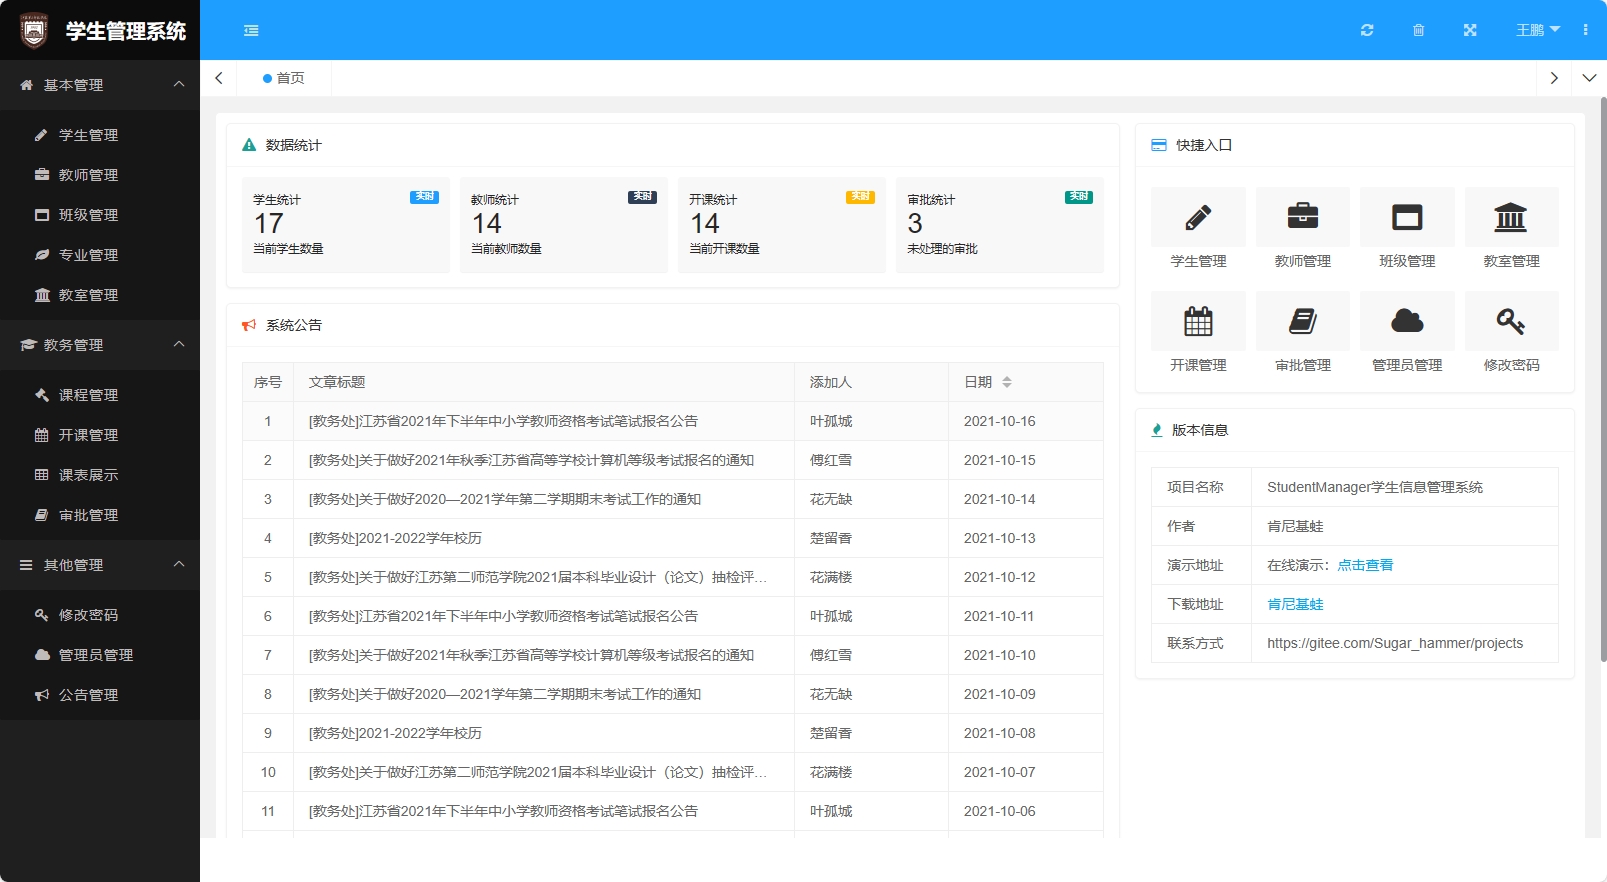 学生管理系统
王鹏
基本管理
学生管理
教师管理
班级管理
专业管理
教室管理
教务管理
课程管理
开课管理
课表展示
审批管理
其他管理
修改密码
管理员管理
公告管理
首页
数据统计
学生统计 实时
17
当前学生数量
教师统计 实时
14
当前教师数量
开课统计 实时
14
当前开课数量
审批统计 实时
3
未处理的审批
系统公告
序号 文章标题 添加人 日期
1 [教务处]江苏省2021年下半年中小学教师资格考试笔试报名公告 叶孤城 2021-10-16
2 [教务处]关于做好2021年秋季江苏省高等学校计算机等级考试报名的通知 傅红雪 2021-10-15
3 [教务处]关于做好2020—2021学年第二学期期末考试工作的通知 花无缺 2021-10-14
4 [教务处]2021-2022学年校历 楚留香 2021-10-13
5 [教务处]关于做好江苏第二师范学院2021届本科毕业设计（论文）抽检评... 花满楼 2021-10-12
6 [教务处]江苏省2021年下半年中小学教师资格考试笔试报名公告 叶孤城 2021-10-11
7 [教务处]关于做好2021年秋季江苏省高等学校计算机等级考试报名的通知 傅红雪 2021-10-10
8 [教务处]关于做好2020—2021学年第二学期期末考试工作的通知 花无缺 2021-10-09
9 [教务处]2021-2022学年校历 楚留香 2021-10-08
10 [教务处]关于做好江苏第二师范学院2021届本科毕业设计（论文）抽检评... 花满楼 2021-10-07
11 [教务处]江苏省2021年下半年中小学教师资格考试笔试报名公告 叶孤城 2021-10-06
快捷入口
学生管理 教师管理 班级管理 教室管理
开课管理 审批管理 管理员管理 修改密码
版本信息
项目名称 StudentManager学生信息管理系统
作者 肯尼基蛙
演示地址 在线演示：点击查看
下载地址 肯尼基蛙
联系方式 https://gitee.com/Sugar_hammer/projects